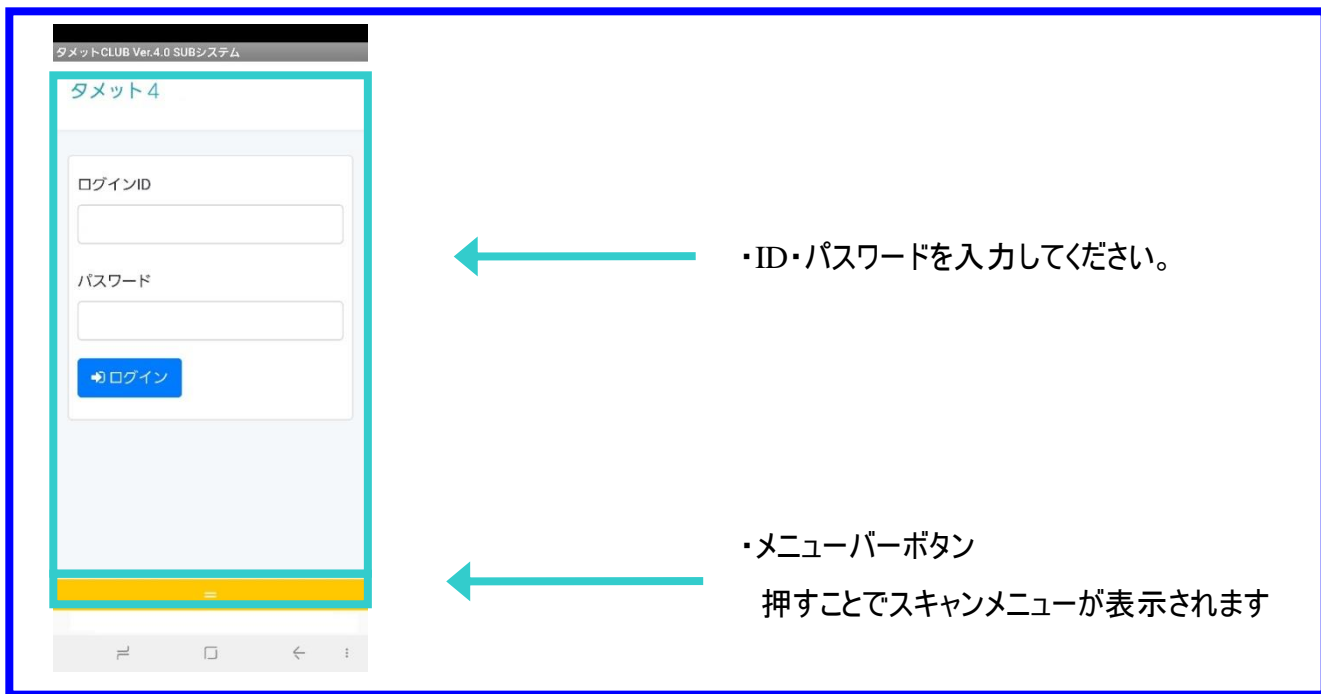 タメットCLUB Ver.4.0 SUBシステム
タメット4
ログインID
パスワード
ログイン
・ID・パスワードを入力してください。
・メニューバーボタン
押すことでスキャンメニューが表示されます